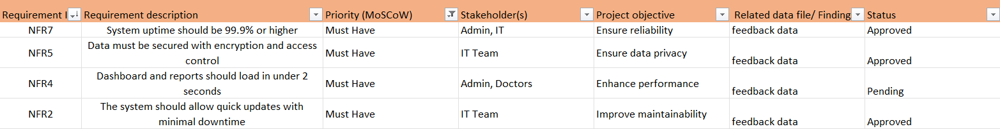 Requirement I Requirement description Priority (MoSCoW) Stakeholder(s) Project objective Related data file/ Finding Status
NFR7 System uptime should be 99.9% or higher Must Have Admin, IT Ensure reliability feedback data Approved
NFR5 Data must be secured with encryption and access
control Must Have IT Team Ensure data privacy feedback data Approved
NFR4 Dashboard and reports should load in under 2
seconds Must Have Admin, Doctors Enhance performance feedback data Pending
NFR2 The system should allow quick updates with
minimal downtime Must Have IT Team Improve maintainability feedback data Approved